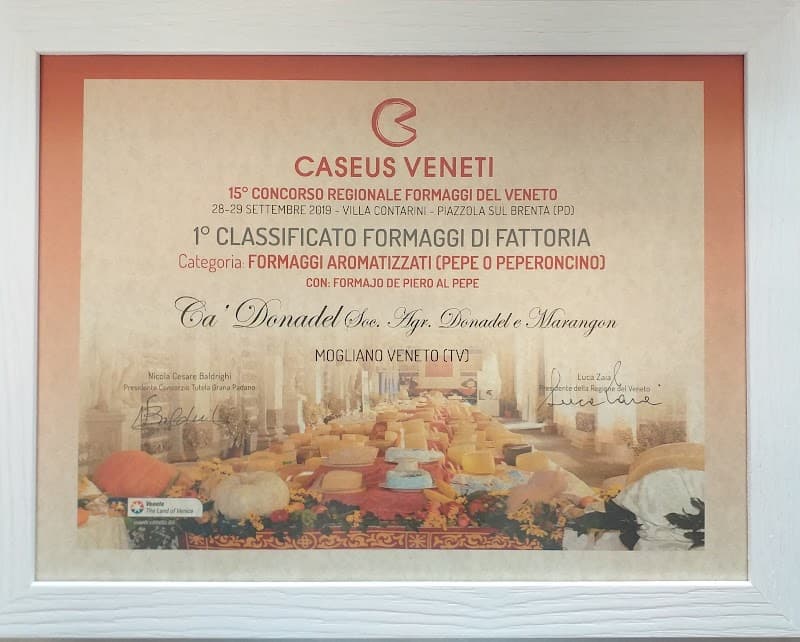 CASEUS VENETI
15° CONCORSO REGIONALE FORMAGGI DEL VENETO
28-29 SETTEMBRE 2019 - VILLA CONTARINI - PIAZZOLA SUL BRENTA (PD)
1° CLASSIFICATO FORMAGGI DI FATTORIA
Categoria: FORMAGGI AROMATIZZATI (PEPE O PEPERONCINO)
CON: FORMAJO DE PIERO AL PEPE
Ca' Donadel Soc. Agr. Donadel e Marangon
MOGLIANO VENETO (TV)
Nicola Cesare Baldrighi
Presidente Consorzio Tutela Grana Padano
Luca Zaia
Presidente della Regione del Veneto
Veneto
The Land of Venice